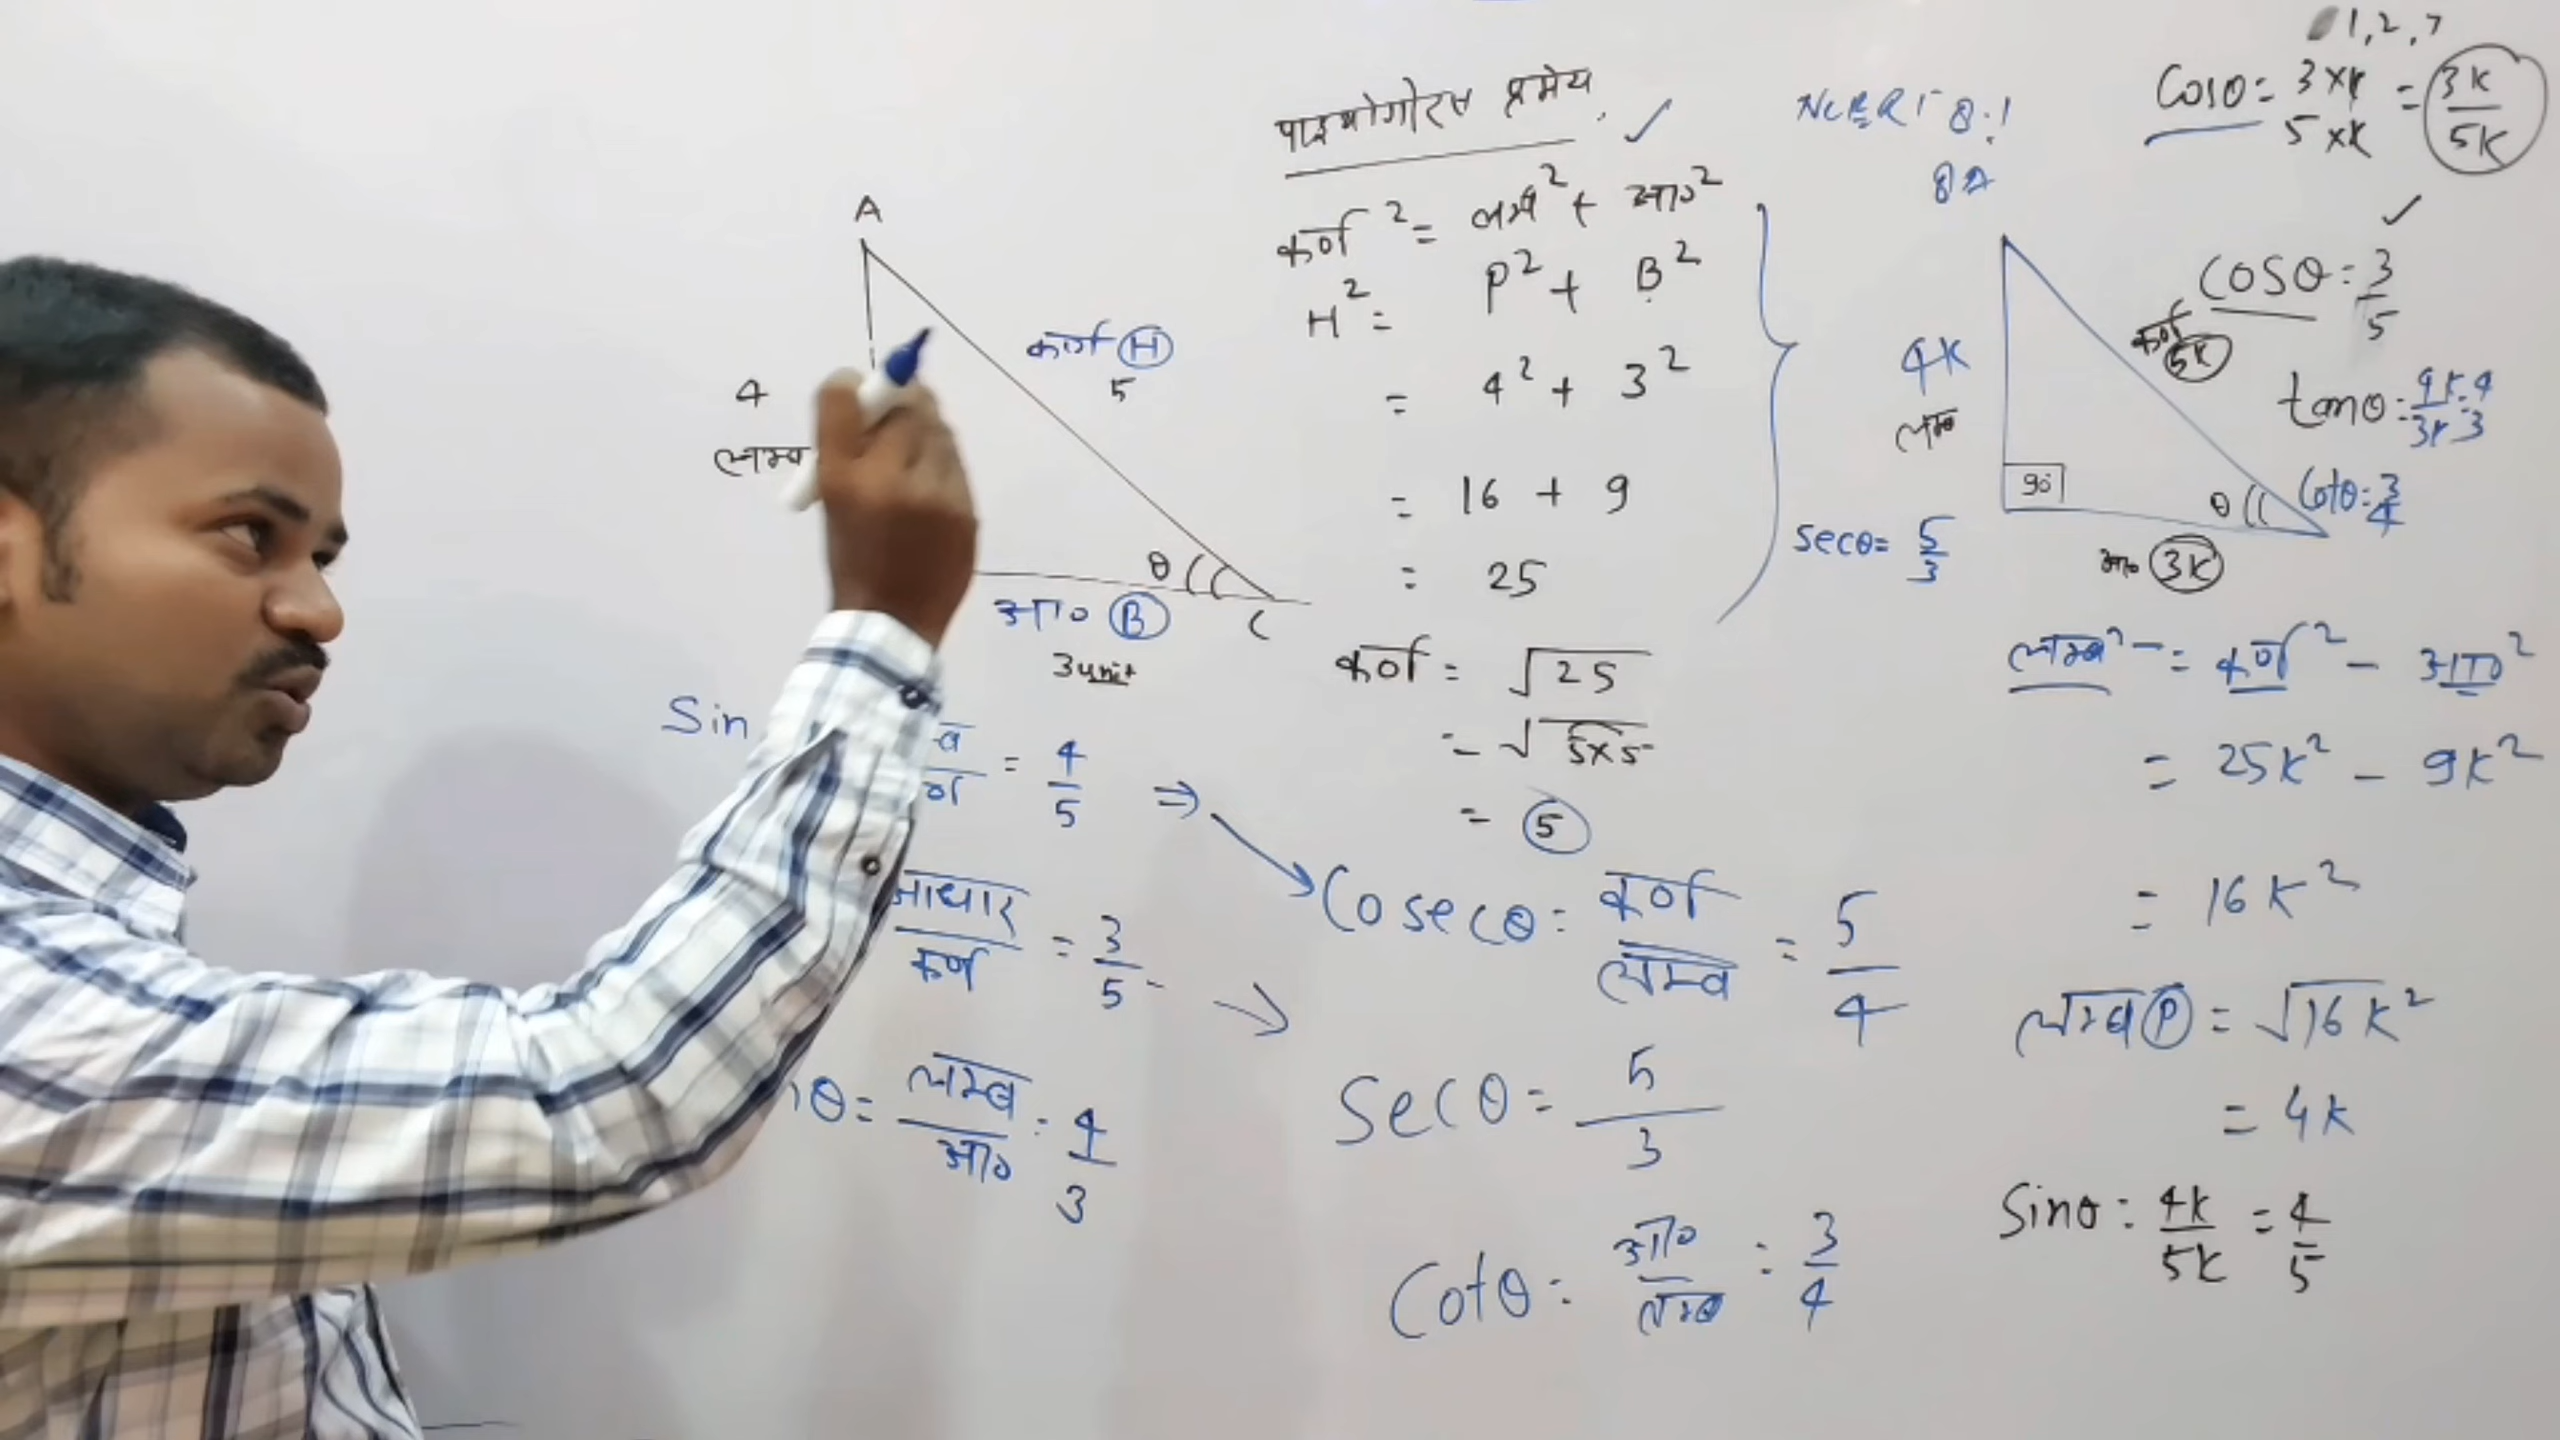 A
4
लम्ब
कर्ण H
5
θ
आ० B
C
3unit
Sin
= 4/5 ⇒
आधार/कर्ण = 3/5
θ = लम्ब/आ० = 4/3
पाइथोगोरस प्रमेय
कर्ण² = लम्ब² + आ०²
H² = P² + B²
= 4² + 3²
= 16 + 9
= 25
कर्ण = √25
= √5×5
= 5
Cosecθ = कर्ण/लम्ब = 5/4
Secθ = 5/3
Cotθ = आ०/लम्ब = 3/4
NCERT 8.1
1, 2, 7
Cosθ = 3×K/5×K = 3K/5K
COSθ = 3/5
कर्ण 5K
4K
लम्ब
90°
θ
आ० 3K
tanθ = 4K/3K = 4/3
Cotθ = 3/4
secθ = 5/3
लम्ब² = कर्ण² - आ०²
= 25K² - 9K²
= 16K²
लम्ब P = √16K²
= 4K
Sinθ = 4K/5K = 4/5